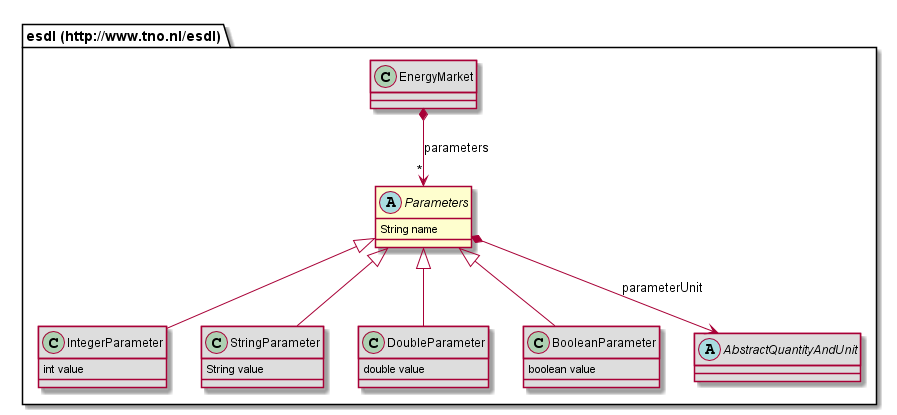 esdl (http://www.tno.nl/esdl)
C EnergyMarket
parameters
*
A Parameters
String name
parameterUnit
C IntegerParameter
int value
C StringParameter
String value
C DoubleParameter
double value
C BooleanParameter
boolean value
A AbstractQuantityAndUnit